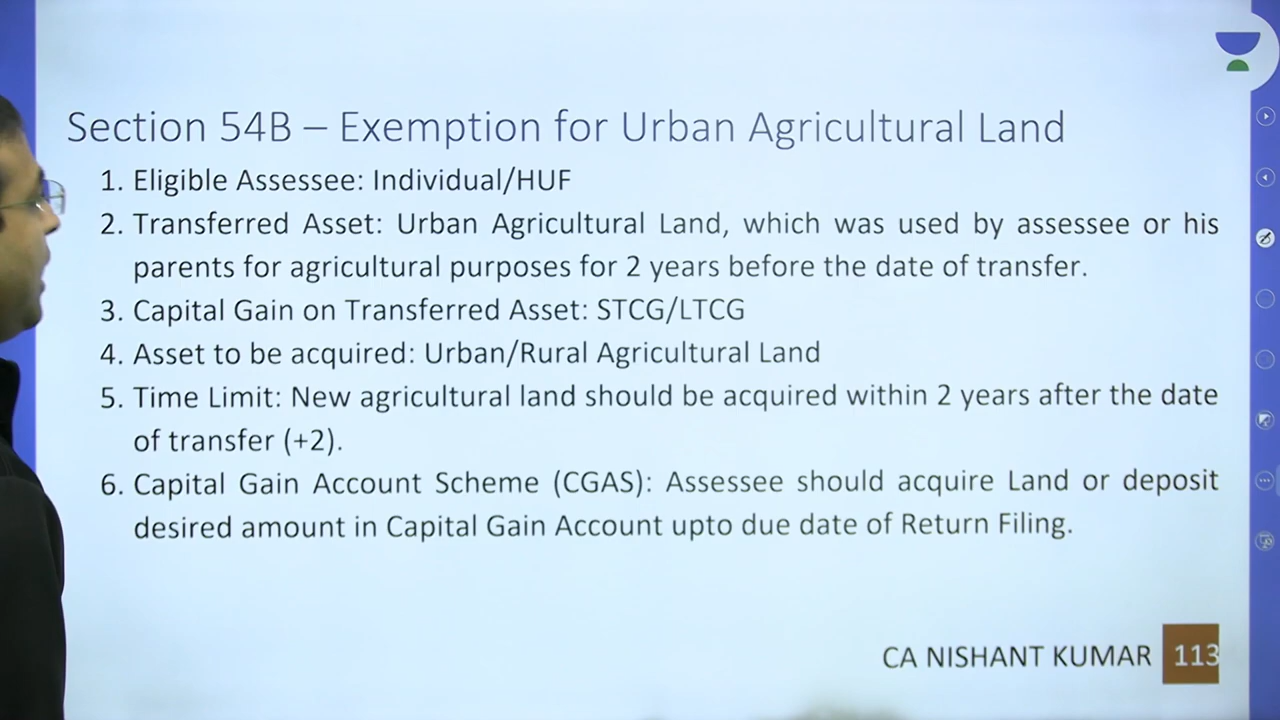 Section 54B – Exemption for Urban Agricultural Land
1. Eligible Assessee: Individual/HUF
2. Transferred Asset: Urban Agricultural Land, which was used by assessee or his
parents for agricultural purposes for 2 years before the date of transfer.
3. Capital Gain on Transferred Asset: STCG/LTCG
4. Asset to be acquired: Urban/Rural Agricultural Land
5. Time Limit: New agricultural land should be acquired within 2 years after the date
of transfer (+2).
6. Capital Gain Account Scheme (CGAS): Assessee should acquire Land or deposit
desired amount in Capital Gain Account upto due date of Return Filing.
CA NISHANT KUMAR 113